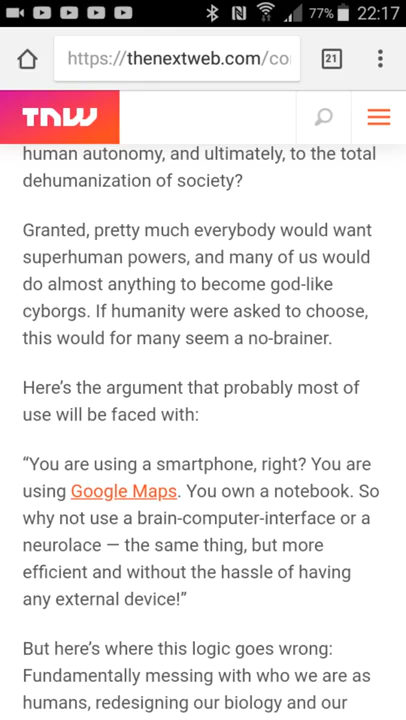 77% 22:17
https://thenextweb.com/co
21
TNW
human autonomy, and ultimately, to the total
dehumanization of society?
Granted, pretty much everybody would want
superhuman powers, and many of us would
do almost anything to become god-like
cyborgs. If humanity were asked to choose,
this would for many seem a no-brainer.
Here’s the argument that probably most of
use will be faced with:
“You are using a smartphone, right? You are
using Google Maps. You own a notebook. So
why not use a brain-computer-interface or a
neurolace — the same thing, but more
efficient and without the hassle of having
any external device!”
But here’s where this logic goes wrong:
Fundamentally messing with who we are as
humans, redesigning our biology and our